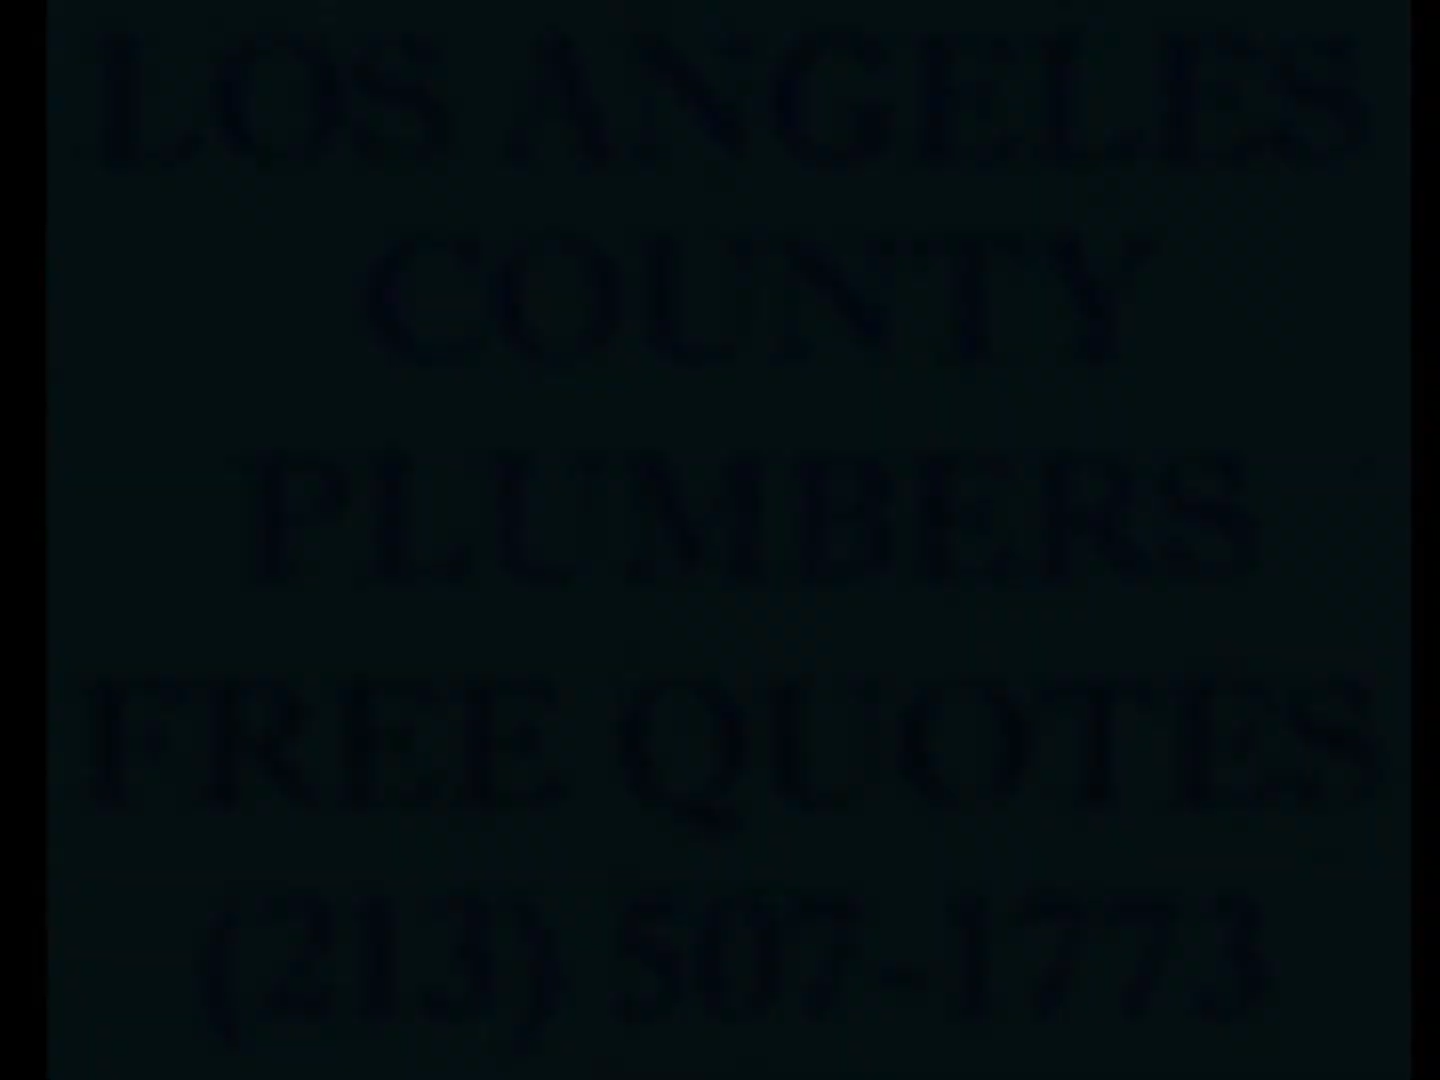 LOS ANGELES
COUNTY
PLUMBERS
FREE QUOTES
(213) 507-1773